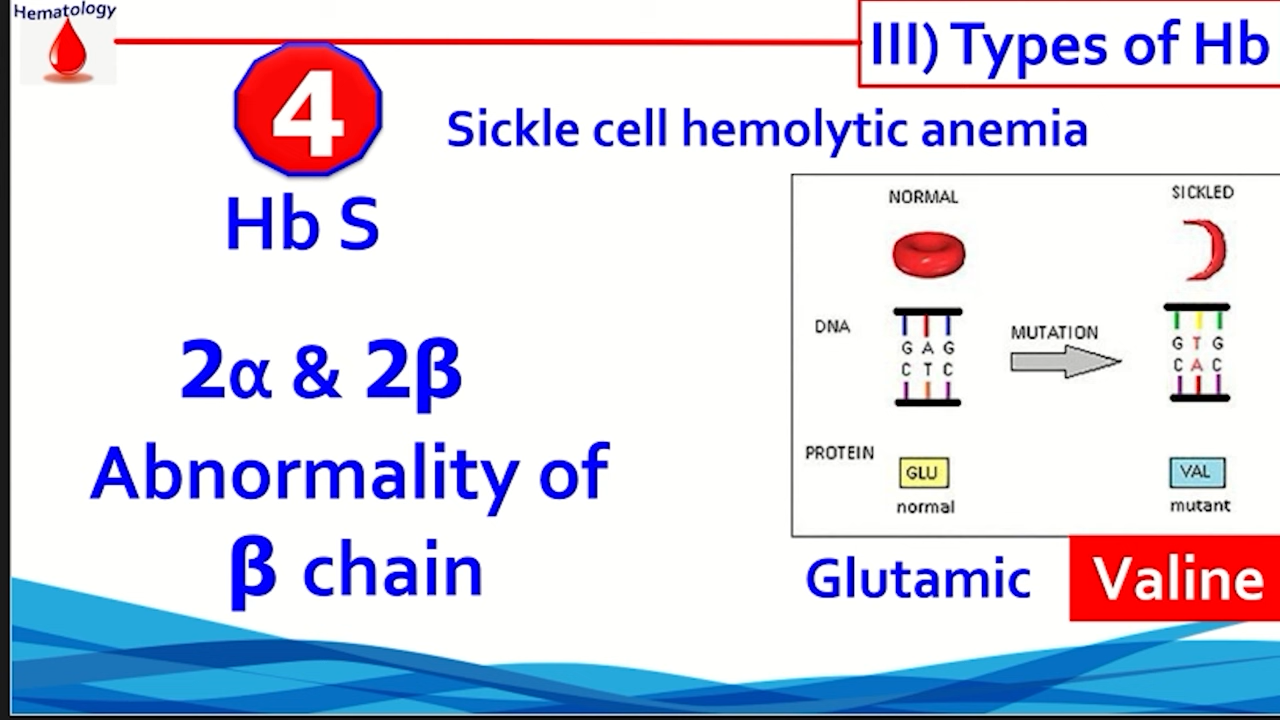 Hematology
III) Types of Hb
4
Sickle cell hemolytic anemia
Hb S
2α & 2β
Abnormality of
β chain
NORMAL
SICKLED
DNA
MUTATION
G A G
C T C
G T G
C A C
PROTEIN
GLU
VAL
normal
mutant
Glutamic
Valine